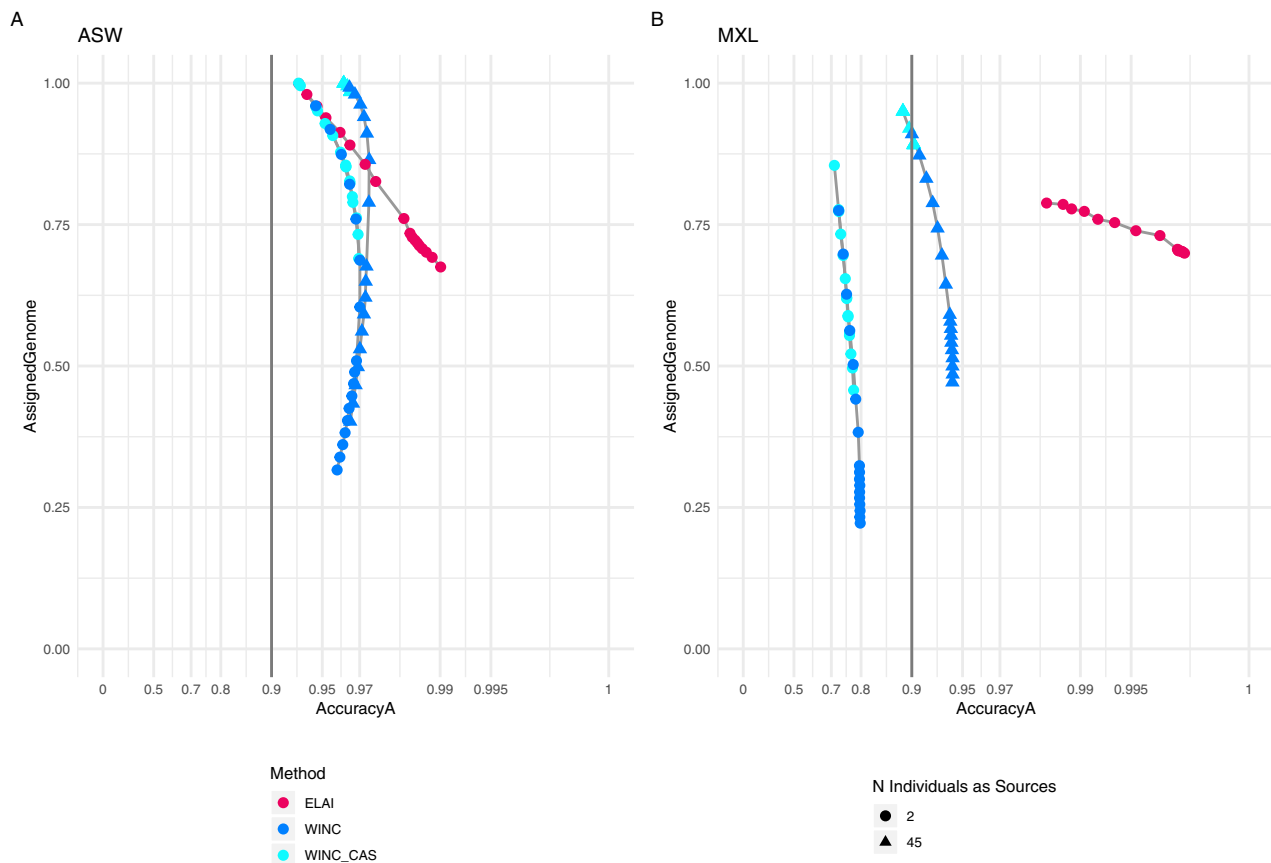 A
ASW
1.00
0.75
0.50
0.25
0.00
AssignedGenome
0 0.5 0.7 0.8 0.9 0.95 0.97 0.99 0.995 1
AccuracyA
B
MXL
1.00
0.75
0.50
0.25
0.00
AssignedGenome
0 0.5 0.7 0.8 0.9 0.95 0.97 0.99 0.995 1
AccuracyA
Method
ELAI
WINC
WINC_CAS
N Individuals as Sources
2
45